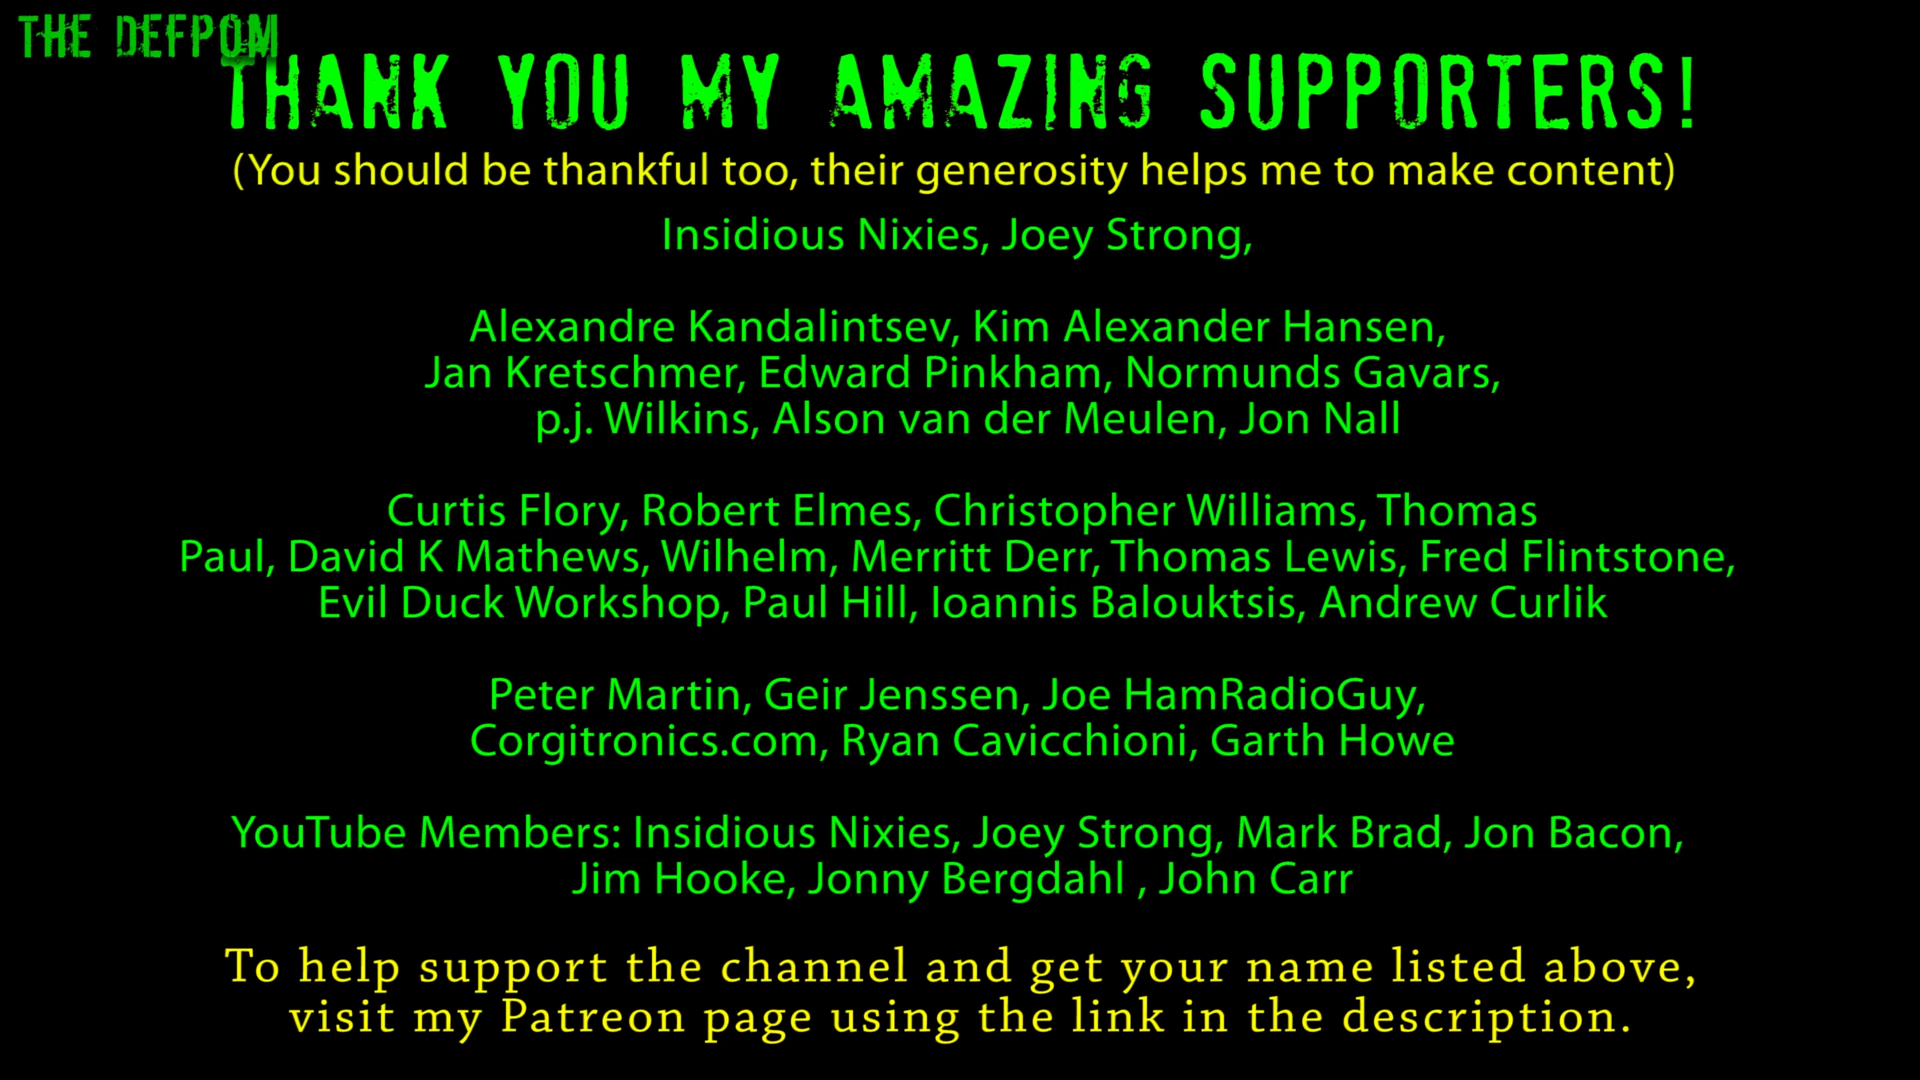 THE DEFPOM
THANK YOU MY AMAZING SUPPORTERS!
(You should be thankful too, their generosity helps me to make content)
Insidious Nixies, Joey Strong,
Alexandre Kandalintsev, Kim Alexander Hansen,
Jan Kretschmer, Edward Pinkham, Normunds Gavars,
p.j. Wilkins, Alson van der Meulen, Jon Nall
Curtis Flory, Robert Elmes, Christopher Williams, Thomas
Paul, David K Mathews, Wilhelm, Merritt Derr, Thomas Lewis, Fred Flintstone,
Evil Duck Workshop, Paul Hill, Ioannis Balouktsis, Andrew Curlik
Peter Martin, Geir Jenssen, Joe HamRadioGuy,
Corgitronics.com, Ryan Cavicchioni, Garth Howe
YouTube Members: Insidious Nixies, Joey Strong, Mark Brad, Jon Bacon,
Jim Hooke, Jonny Bergdahl , John Carr
To help support the channel and get your name listed above,
visit my Patreon page using the link in the description.